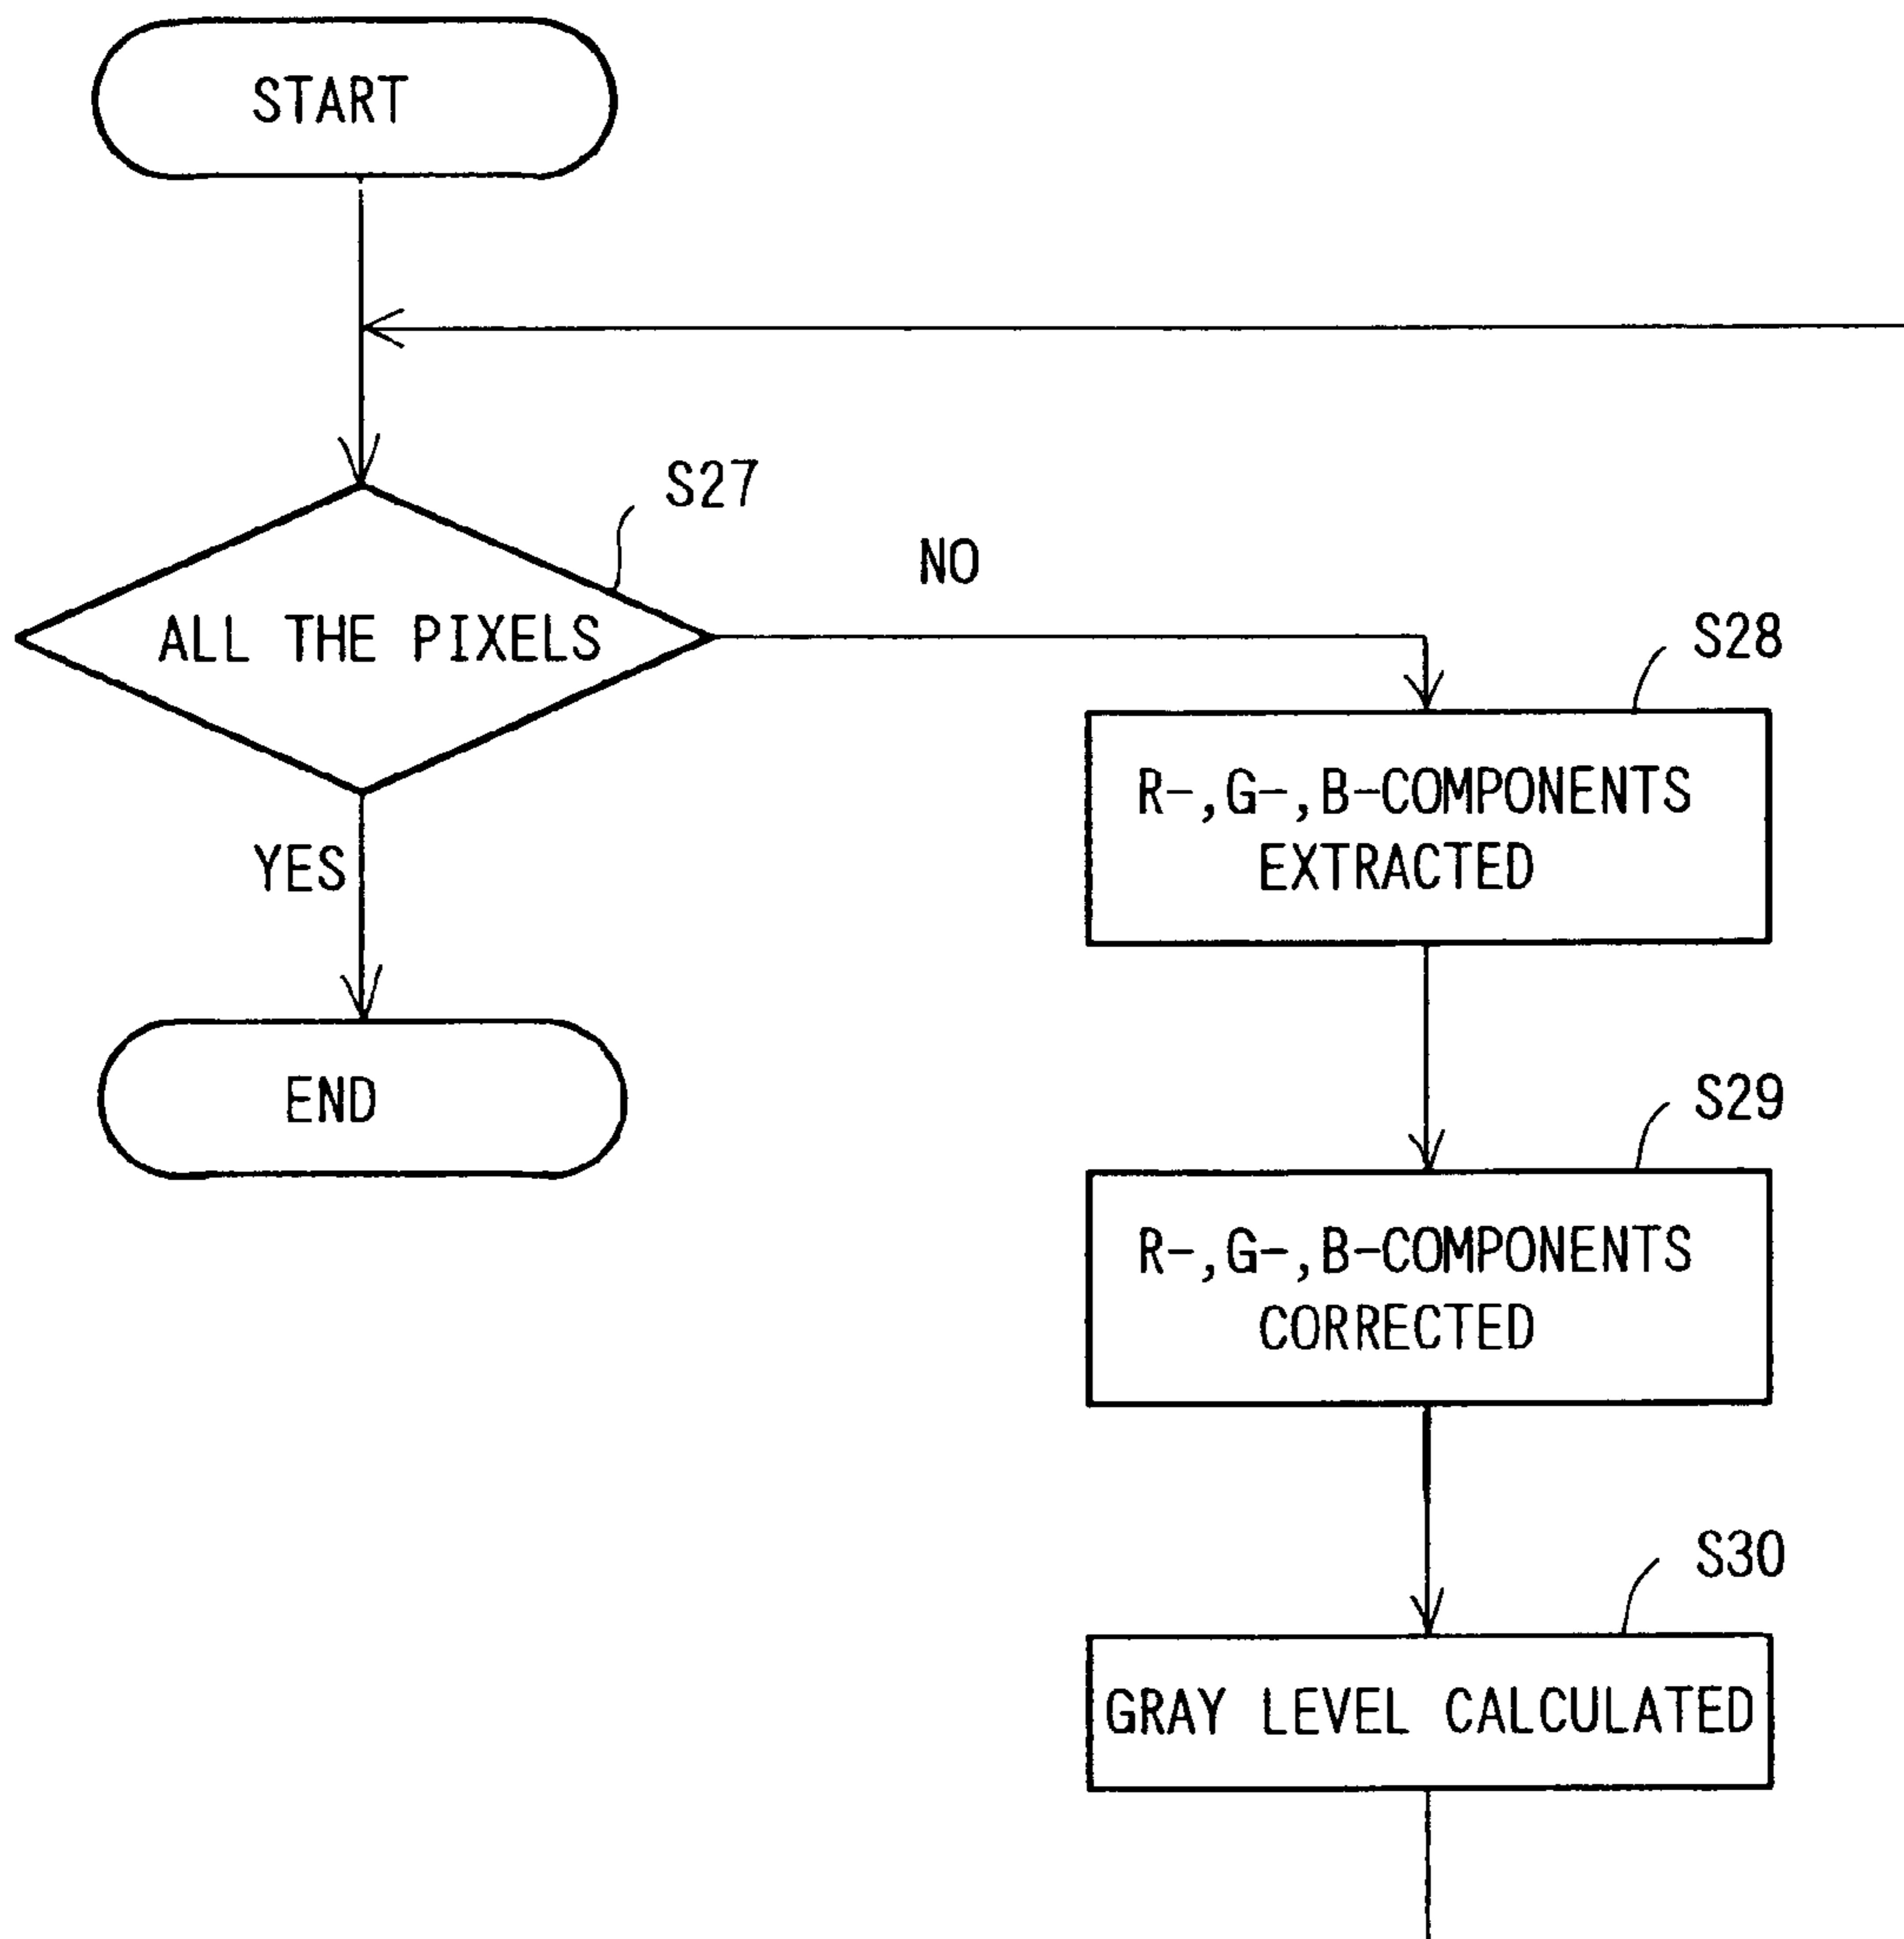 START
S27
NO
ALL THE PIXELS
S28
R-,G-,B-COMPONENTS
EXTRACTED
YES
END
S29
R-,G-,B-COMPONENTS
CORRECTED
S30
GRAY LEVEL CALCULATED